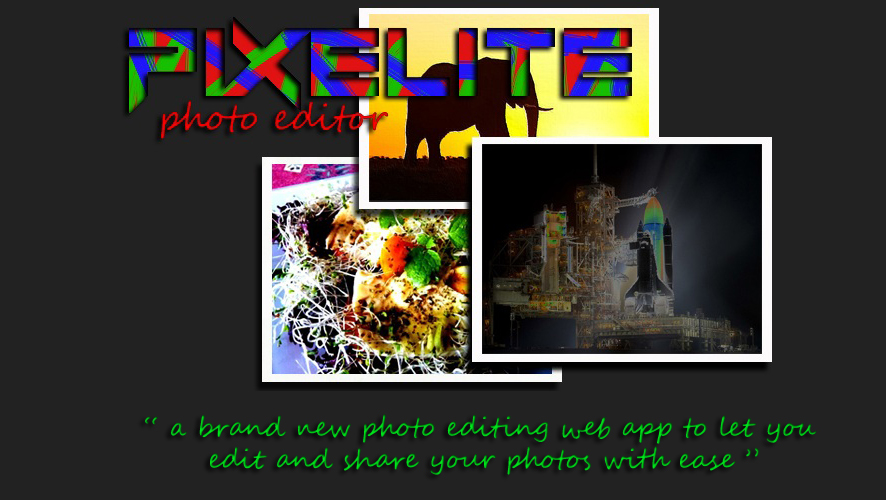 PIXELITE
photo editor
“ a brand new photo editing web app to let you
edit and share your photos with ease ”